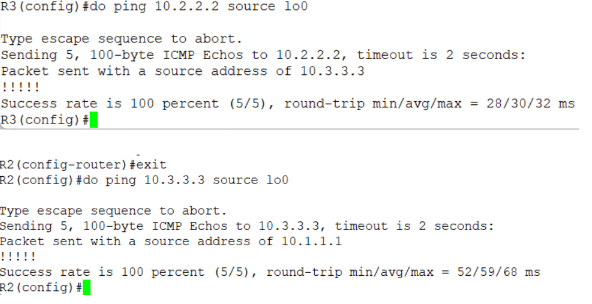 R3(config)#do ping 10.2.2.2 source lo0
Type escape sequence to abort.
Sending 5, 100-byte ICMP Echos to 10.2.2.2, timeout is 2 seconds:
Packet sent with a source address of 10.3.3.3
!!!!!
Success rate is 100 percent (5/5), round-trip min/avg/max = 28/30/32 ms
R3(config)#
R2(config-router)#exit
R2(config)#do ping 10.3.3.3 source lo0
Type escape sequence to abort.
Sending 5, 100-byte ICMP Echos to 10.3.3.3, timeout is 2 seconds:
Packet sent with a source address of 10.1.1.1
!!!!!
Success rate is 100 percent (5/5), round-trip min/avg/max = 52/59/68 ms
R2(config)#